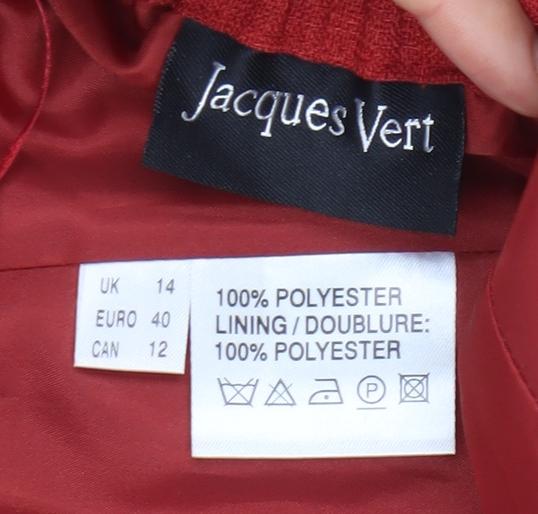 Jacques Vert
UK 14
EURO 40
CAN 12
100% POLYESTER
LINING / DOUBLURE:
100% POLYESTER
P